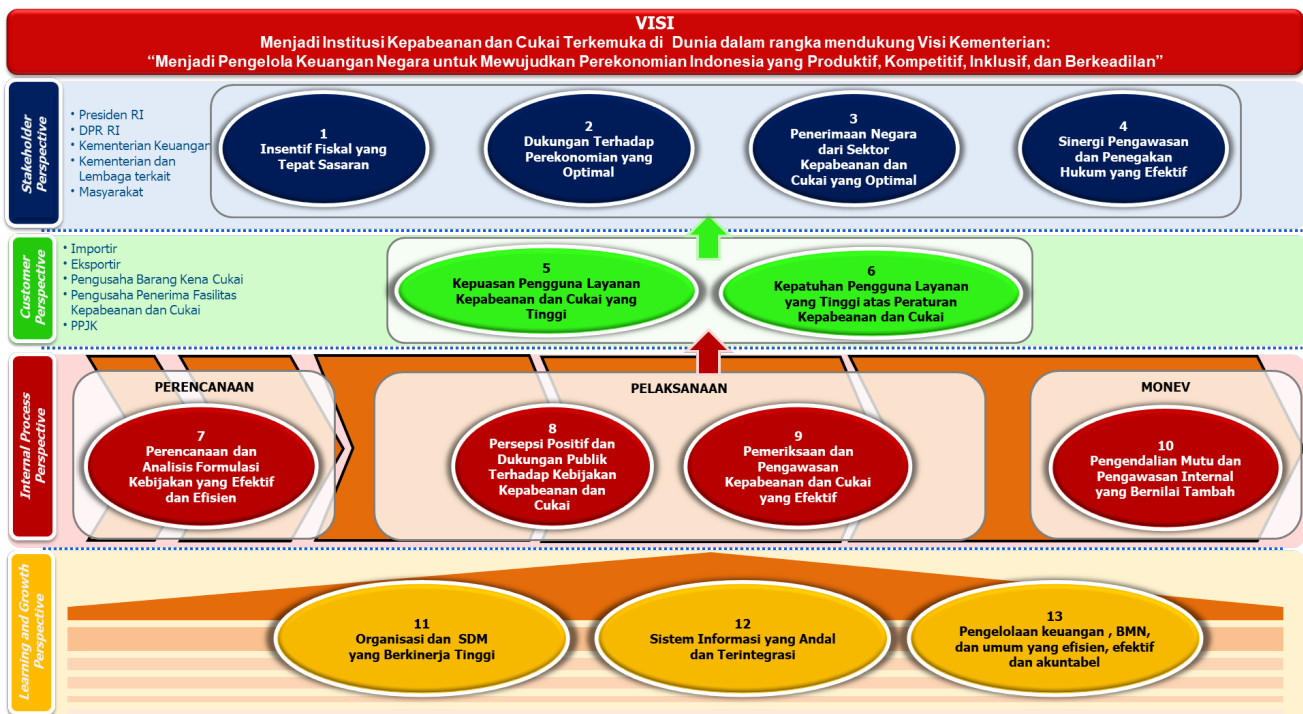 VISI
Menjadi Institusi Kepabeanan dan Cukai Terkemuka di Dunia dalam rangka mendukung Visi Kementerian:
“Menjadi Pengelola Keuangan Negara untuk Mewujudkan Perekonomian Indonesia yang Produktif, Kompetitif, Inklusif, dan Berkeadilan”
Stakeholder
Perspective
• Presiden RI
• DPR RI
• Kementerian Keuangan
• Kementerian dan
Lembaga terkait
• Masyarakat
1
Insentif Fiskal yang
Tepat Sasaran
2
Dukungan Terhadap
Perekonomian yang
Optimal
3
Penerimaan Negara
dari Sektor
Kepabeanan dan
Cukai yang Optimal
4
Sinergi Pengawasan
dan Penegakan
Hukum yang Efektif
Customer
Perspective
• Importir
• Eksportir
• Pengusaha Barang Kena Cukai
• Pengusaha Penerima Fasilitas
Kepabeanan dan Cukai
• PPJK
5
Kepuasan Pengguna Layanan
Kepabeanan dan Cukai yang
Tinggi
6
Kepatuhan Pengguna Layanan
yang Tinggi atas Peraturan
Kepabeanan dan Cukai
Internal Process
Perspective
PERENCANAAN
7
Perencanaan dan
Analisis Formulasi
Kebijakan yang Efektif
dan Efisien
PELAKSANAAN
8
Persepsi Positif dan
Dukungan Publik
Terhadap Kebijakan
Kepabeanan dan
Cukai
9
Pemeriksaan dan
Pengawasan
Kepabeanan dan Cukai
yang Efektif
MONEV
10
Pengendalian Mutu dan
Pengawasan Internal
yang Bernilai Tambah
Learning and Growth
Perspective
11
Organisasi dan SDM
yang Berkinerja Tinggi
12
Sistem Informasi yang Andal
dan Terintegrasi
13
Pengelolaan keuangan , BMN,
dan umum yang efisien, efektif
dan akuntabel